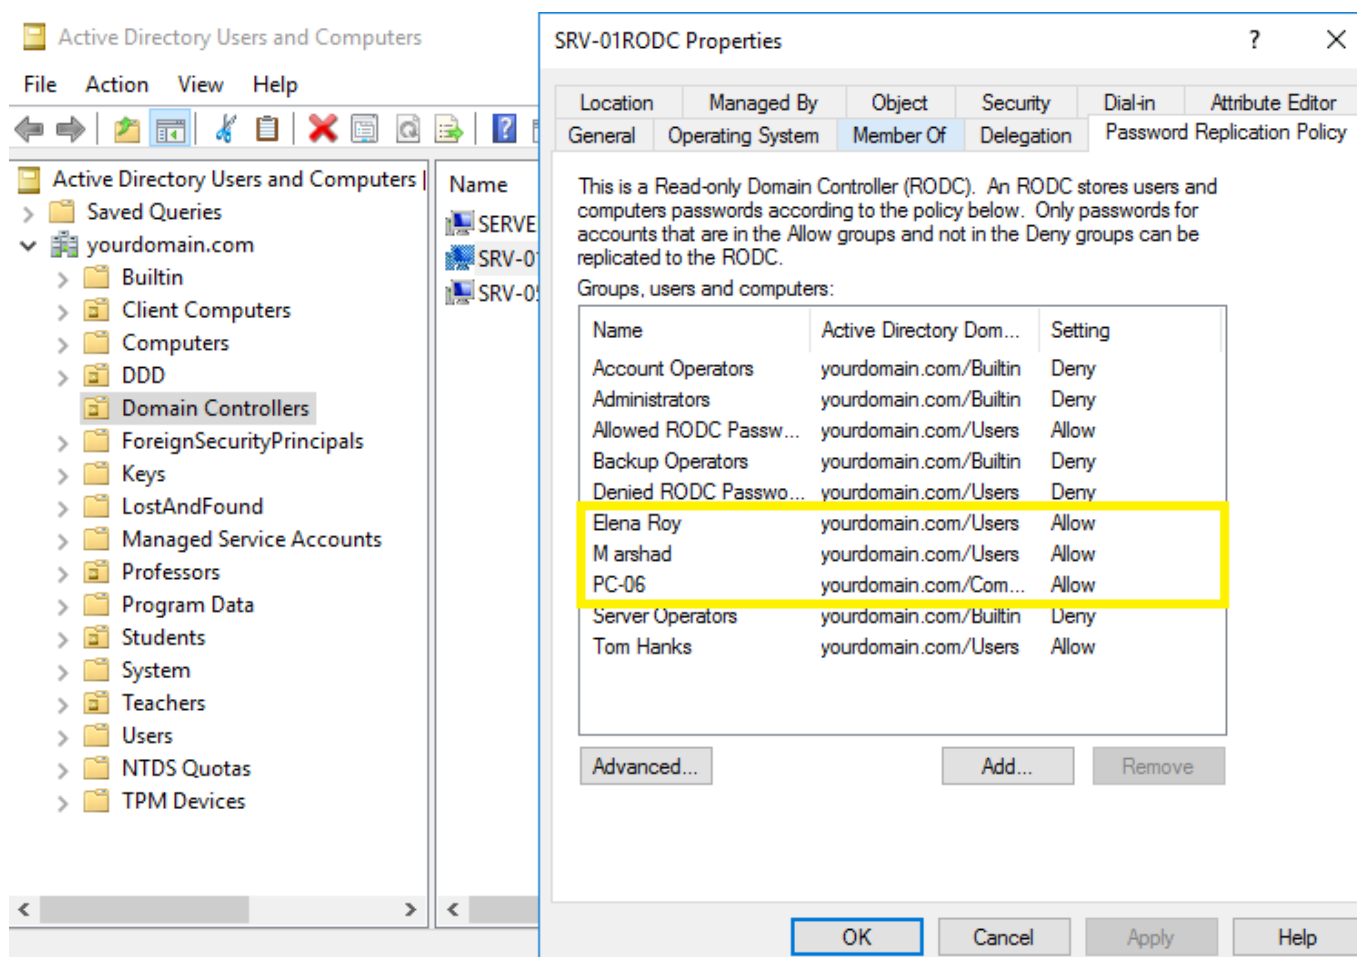 Active Directory Users and Computers
File Action View Help
Active Directory Users and Computers
Saved Queries
yourdomain.com
Builtin
Client Computers
Computers
DDD
Domain Controllers
ForeignSecurityPrincipals
Keys
LostAndFound
Managed Service Accounts
Professors
Program Data
Students
System
Teachers
Users
NTDS Quotas
TPM Devices
Name
SERVE
SRV-01
SRV-05
SRV-01RODC Properties
Location Managed By Object Security Dial-in Attribute Editor
General Operating System Member Of Delegation Password Replication Policy
This is a Read-only Domain Controller (RODC). An RODC stores users and
computers passwords according to the policy below. Only passwords for
accounts that are in the Allow groups and not in the Deny groups can be
replicated to the RODC.
Groups, users and computers:
Name Active Directory Dom... Setting
Account Operators yourdomain.com/Builtin Deny
Administrators yourdomain.com/Builtin Deny
Allowed RODC Passw... yourdomain.com/Users Allow
Backup Operators yourdomain.com/Builtin Deny
Denied RODC Passwo... yourdomain.com/Users Deny
Elena Roy yourdomain.com/Users Allow
M arshad yourdomain.com/Users Allow
PC-06 yourdomain.com/Com... Allow
Server Operators yourdomain.com/Builtin Deny
Tom Hanks yourdomain.com/Users Allow
Advanced... Add... Remove
OK Cancel Apply Help